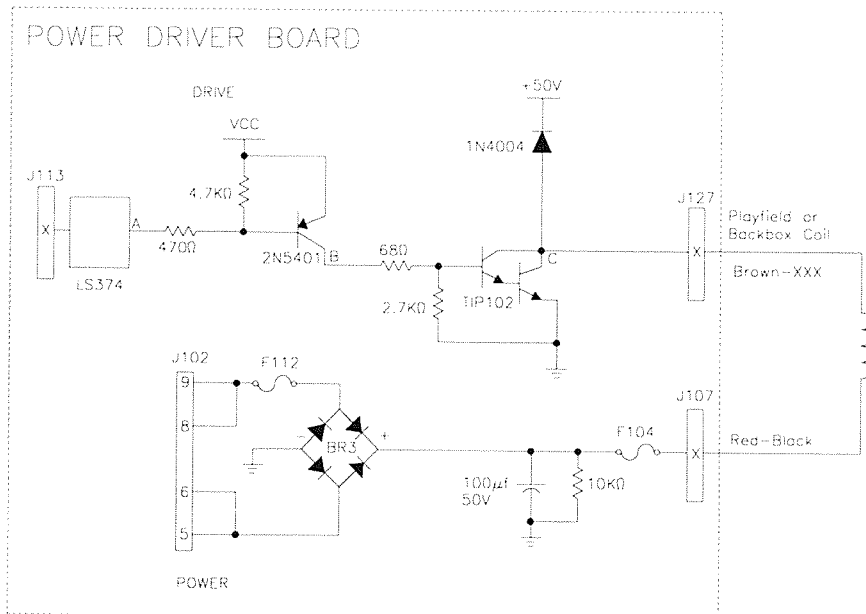 POWER DRIVER BOARD
DRIVE
+50V
VCC
1N4004
J113
4.7KΩ
J127
Playfield or
Backbox Coil
X
A
470Ω
2N5401
B
68Ω
C
X
Brown-XXX
LS374
2.7KΩ
TIP102
J102
F112
J107
9
8
BR3
-
+
F104
Red-Black
X
100µf
50V
10KΩ
6
5
POWER